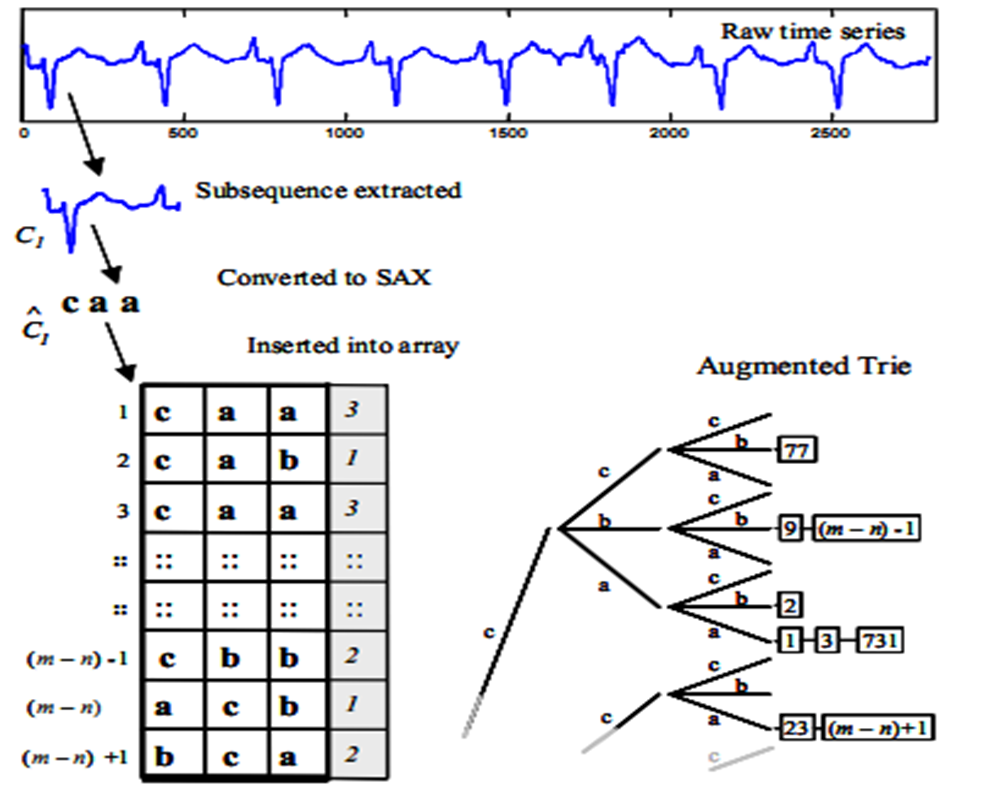 Raw time series
0 500 1000 1500 2000 2500
Subsequence extracted
C_I
Converted to SAX
Ĉ_I c a a
Inserted into array
1 c a a 3
2 c a b 1
3 c a a 3
:: :: :: :: ::
:: :: :: :: ::
(m – n) -1 c b b 2
(m – n) a c b 1
(m – n) +1 b c a 2
Augmented Trie
c
b 77
a
c
c
b
b 9 (m – n) -1
a
a
c
b 2
a 1 3 731
c
c
b
c
a 23 (m – n)+1
c